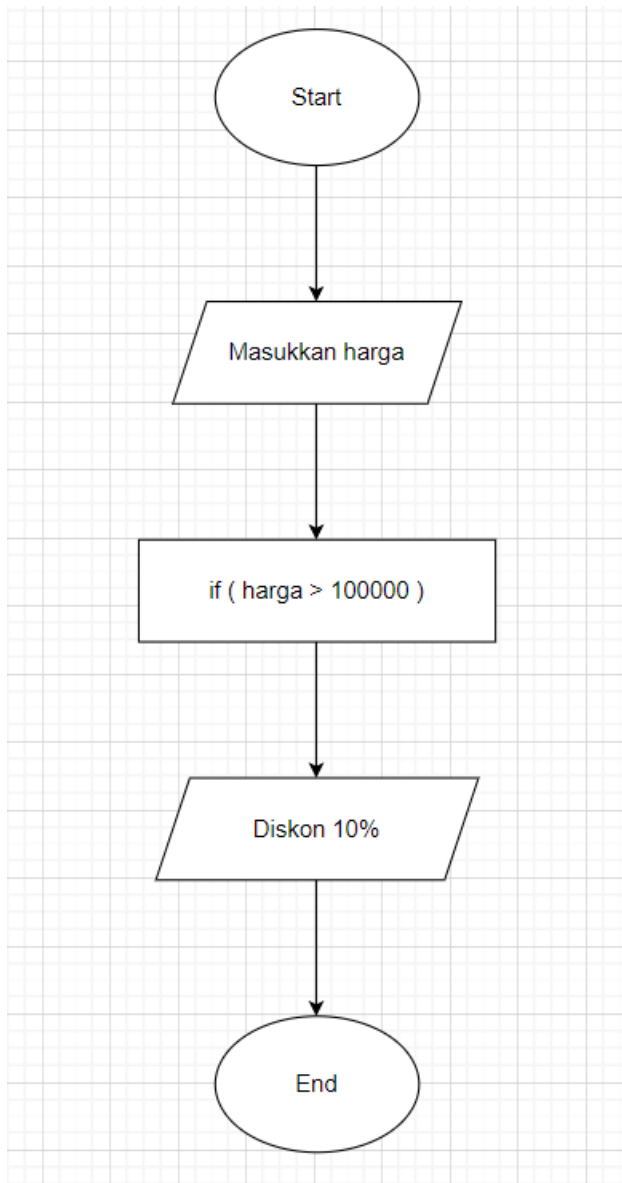 Start
Masukkan harga
if ( harga > 100000 )
Diskon 10%
End